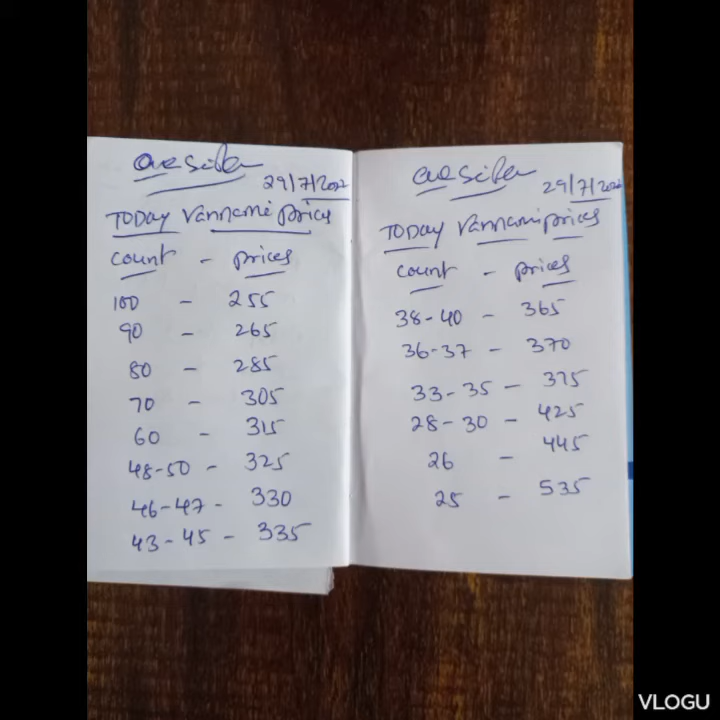 29/7/2022
TODAY Vannami prices
count - prices
100 - 255
90 - 265
80 - 285
70 - 305
60 - 315
48-50 - 325
46-47 - 330
43-45 - 335
29/7/2022
TODAY Vannami prices
count - prices
38-40 - 365
36-37 - 370
33-35 - 375
28-30 - 425
26 - 445
25 - 535
VLOGU